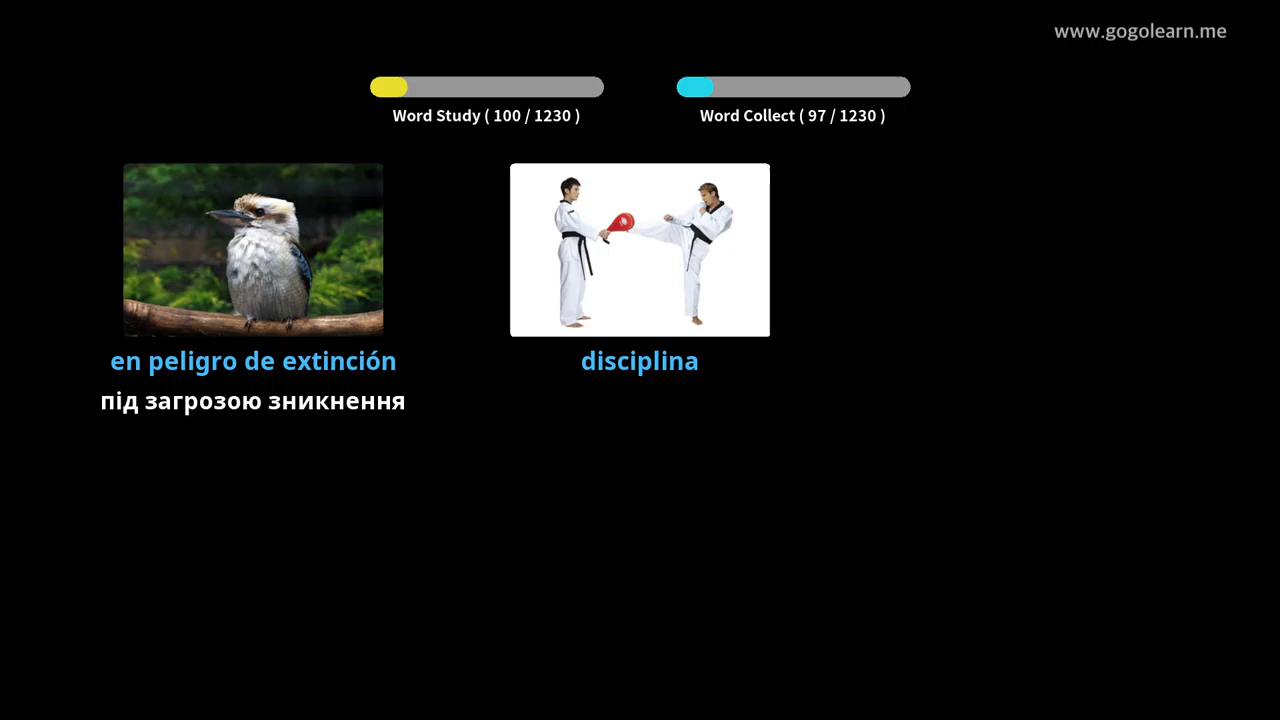 www.gogolearn.me
Word Study ( 100 / 1230 )
Word Collect ( 97 / 1230 )
en peligro de extinción
disciplina
під загрозою зникнення